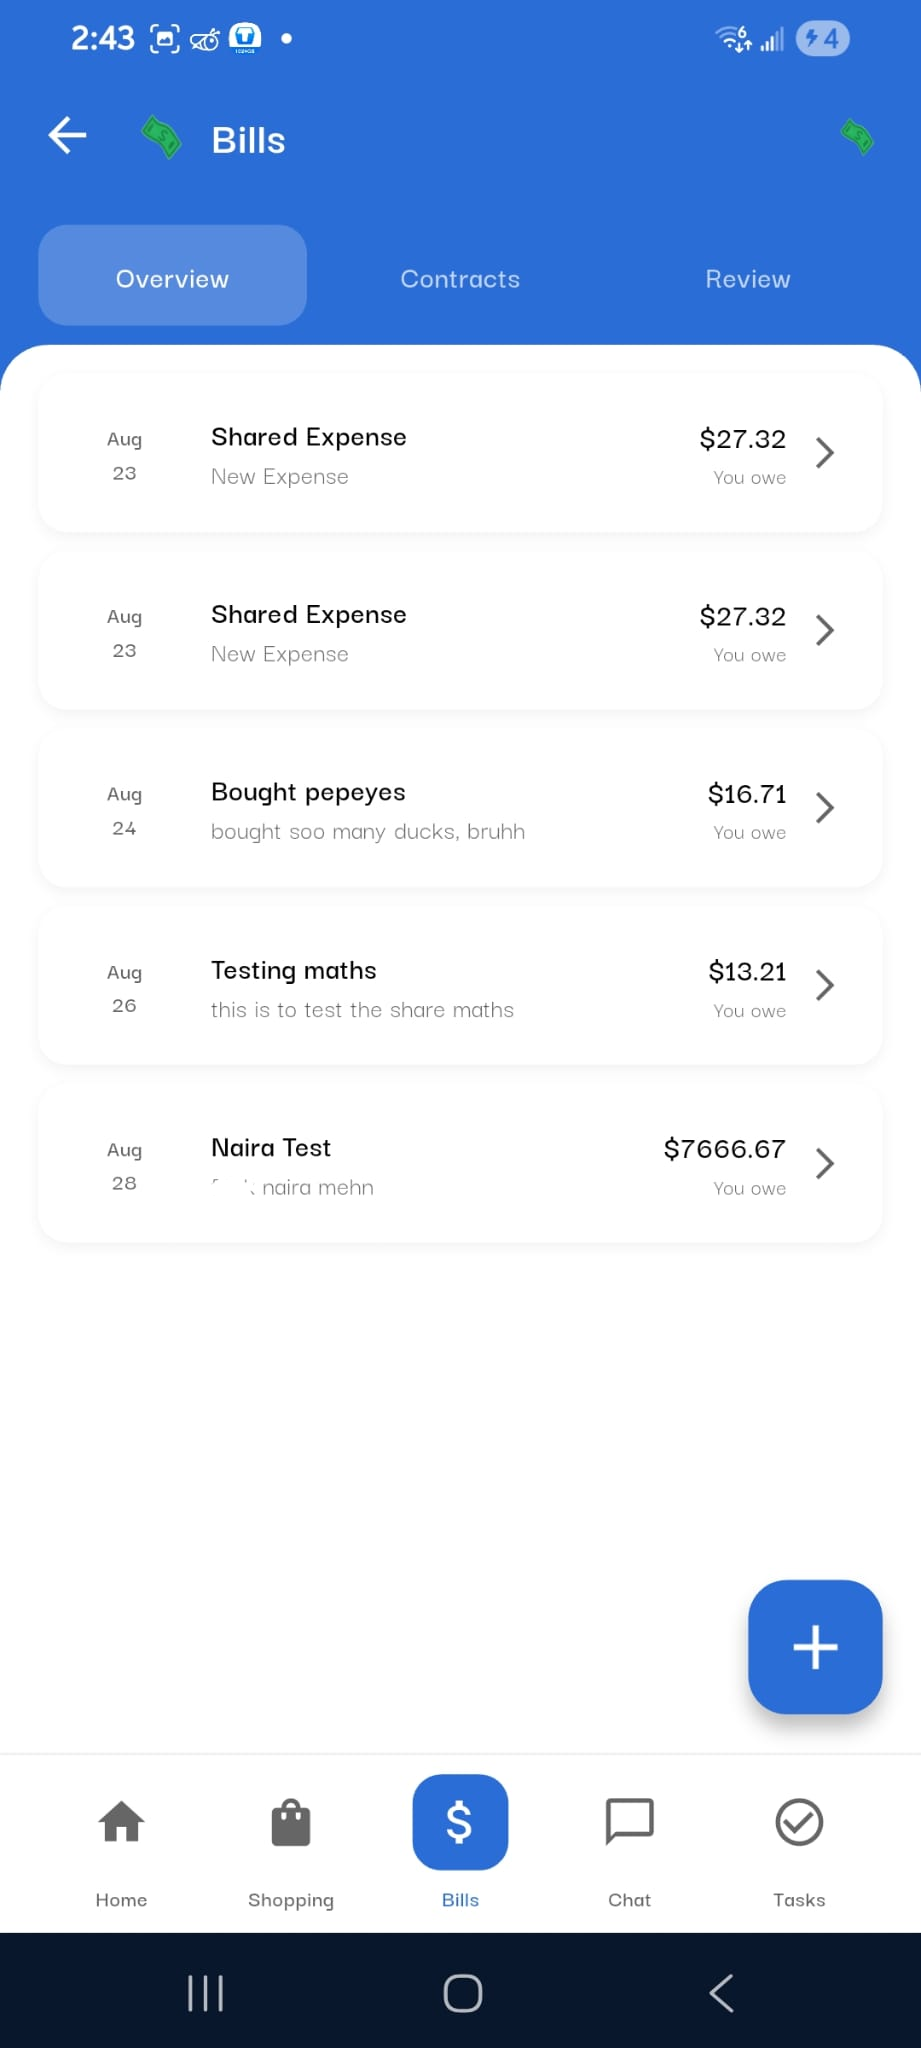 2:43
6
4
Bills
Overview
Contracts
Review
Aug
23
Shared Expense
New Expense
$27.32
You owe
Aug
23
Shared Expense
New Expense
$27.32
You owe
Aug
24
Bought pepeyes
bought soo many ducks, bruhh
$16.71
You owe
Aug
26
Testing maths
this is to test the share maths
$13.21
You owe
Aug
28
Naira Test
naira mehn
$7666.67
You owe
Home
Shopping
Bills
Chat
Tasks